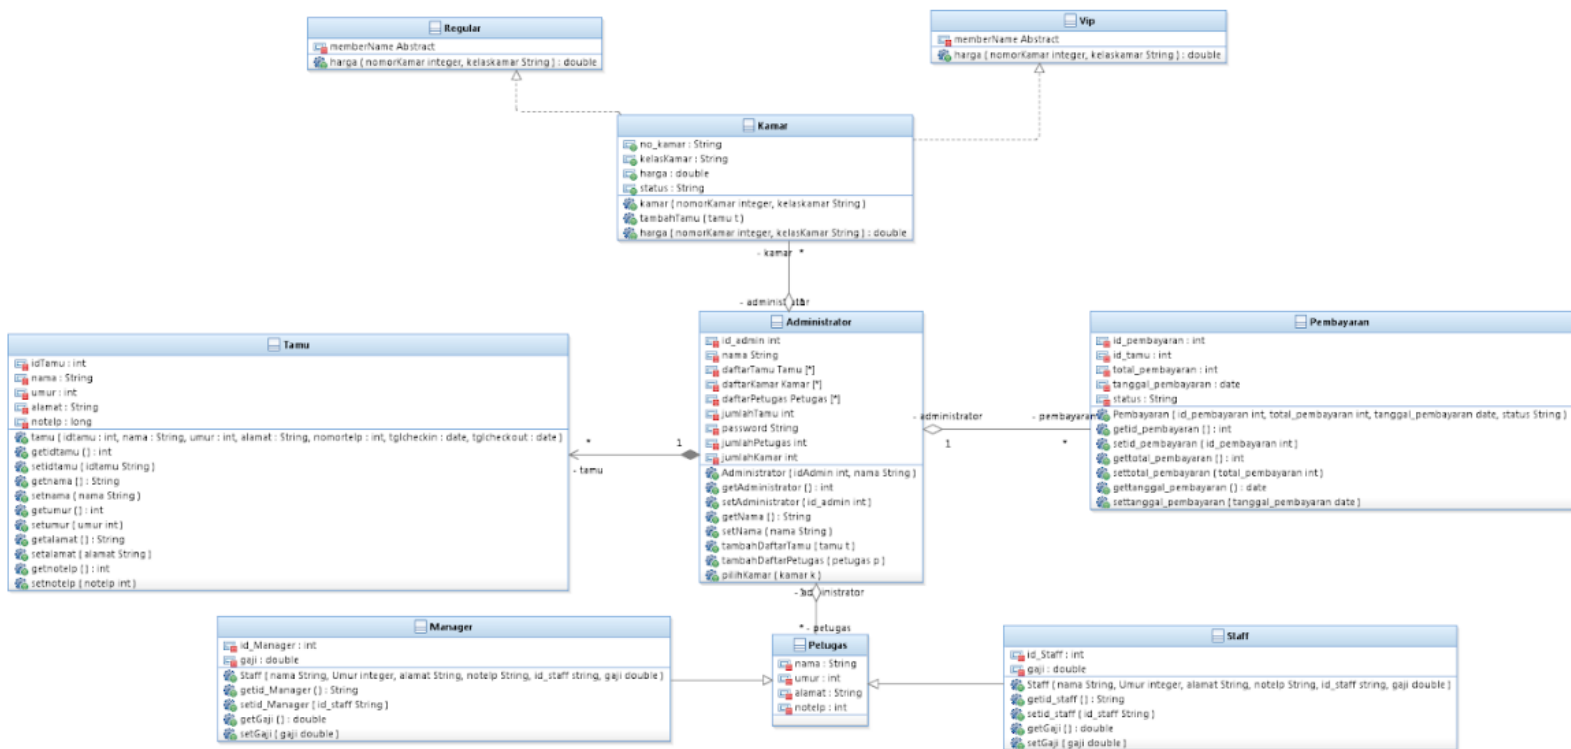 Regular
memberName Abstract
harga ( nomorKamar integer, kelaskamar String ) : double
Vip
memberName Abstract
harga ( nomorKamar integer, kelaskamar String ) : double
Kamar
no_kamar : String
kelasKamar : String
harga : double
status : String
kamar ( nomorKamar integer, kelaskamar String )
tambahTamu ( tamu t )
harga ( nomorKamar integer, kelasKamar String ) : double
- kamar *
- administrator
Administrator
id_admin int
nama String
daftarTamu Tamu [*]
daftarKamar Kamar [*]
daftarPetugas Petugas [*]
jumlahTamu int
password String
jumlahPetugas int
jumlahKamar int
Administrator ( idAdmin int, nama String )
getAdministrator () : int
setAdministrator ( id_admin int )
getNama () : String
setNama ( nama String )
tambahDaftarTamu ( tamu t )
tambahDaftarPetugas ( petugas p )
pilihKamar ( kamar k )
Tamu
idTamu : int
nama : String
umur : int
alamat : String
notelp : long
tamu ( idtamu : int, nama : String, umur : int, alamat : String, nomortelp : int, tglcheckin : date, tglcheckout : date )
getidtamu () : int
setidtamu ( idtamu String )
getnama () : String
setnama ( nama String )
getumur () : int
setumur ( umur int )
getalamat () : String
setalamat ( alamat String )
getnotelp () : int
setnotelp ( notelp int )
* 1
- tamu
- administrator - pembayaran
1 *
Pembayaran
id_pembayaran : int
id_tamu : int
total_pembayaran : int
tanggal_pembayaran : date
status : String
Pembayaran ( id_pembayaran int, total_pembayaran int, tanggal_pembayaran date, status String )
getid_pembayaran () : int
setid_pembayaran ( id_pembayaran int )
gettotal_pembayaran () : int
settotal_pembayaran ( total_pembayaran int )
gettanggal_pembayaran () : date
settanggal_pembayaran ( tanggal_pembayaran date )
- administrator
* - petugas
Manager
id_Manager : int
gaji : double
Staff ( nama String, Umur integer, alamat String, notelp String, id_staff string, gaji double )
getid_Manager () : String
setid_Manager ( id_staff String )
getGaji () : double
setGaji ( gaji double )
Petugas
nama : String
umur : int
alamat : String
notelp : int
Staff
id_Staff : int
gaji : double
Staff ( nama String, Umur integer, alamat String, notelp String, id_staff string, gaji double )
getid_staff () : String
setid_staff ( id_staff String )
getGaji () : double
setGaji ( gaji double )